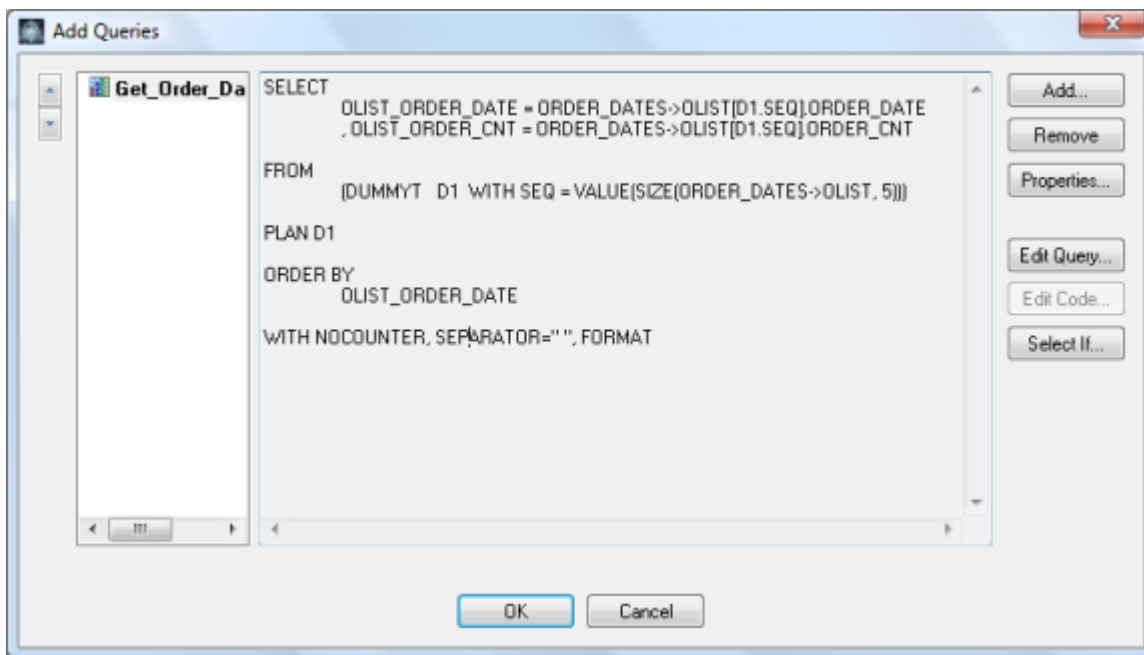 Add Queries
Get_Order_Da
SELECT
OLIST_ORDER_DATE = ORDER_DATES->OLIST[D1.SEQ].ORDER_DATE
, OLIST_ORDER_CNT = ORDER_DATES->OLIST[D1.SEQ].ORDER_CNT
FROM
(DUMMYT D1 WITH SEQ = VALUE(SIZE(ORDER_DATES->OLIST, 5)))
PLAN D1
ORDER BY
OLIST_ORDER_DATE
WITH NOCOUNTER, SEPARATOR=" ", FORMAT
Add...
Remove
Properties...
Edit Query...
Edit Code...
Select If...
OK
Cancel